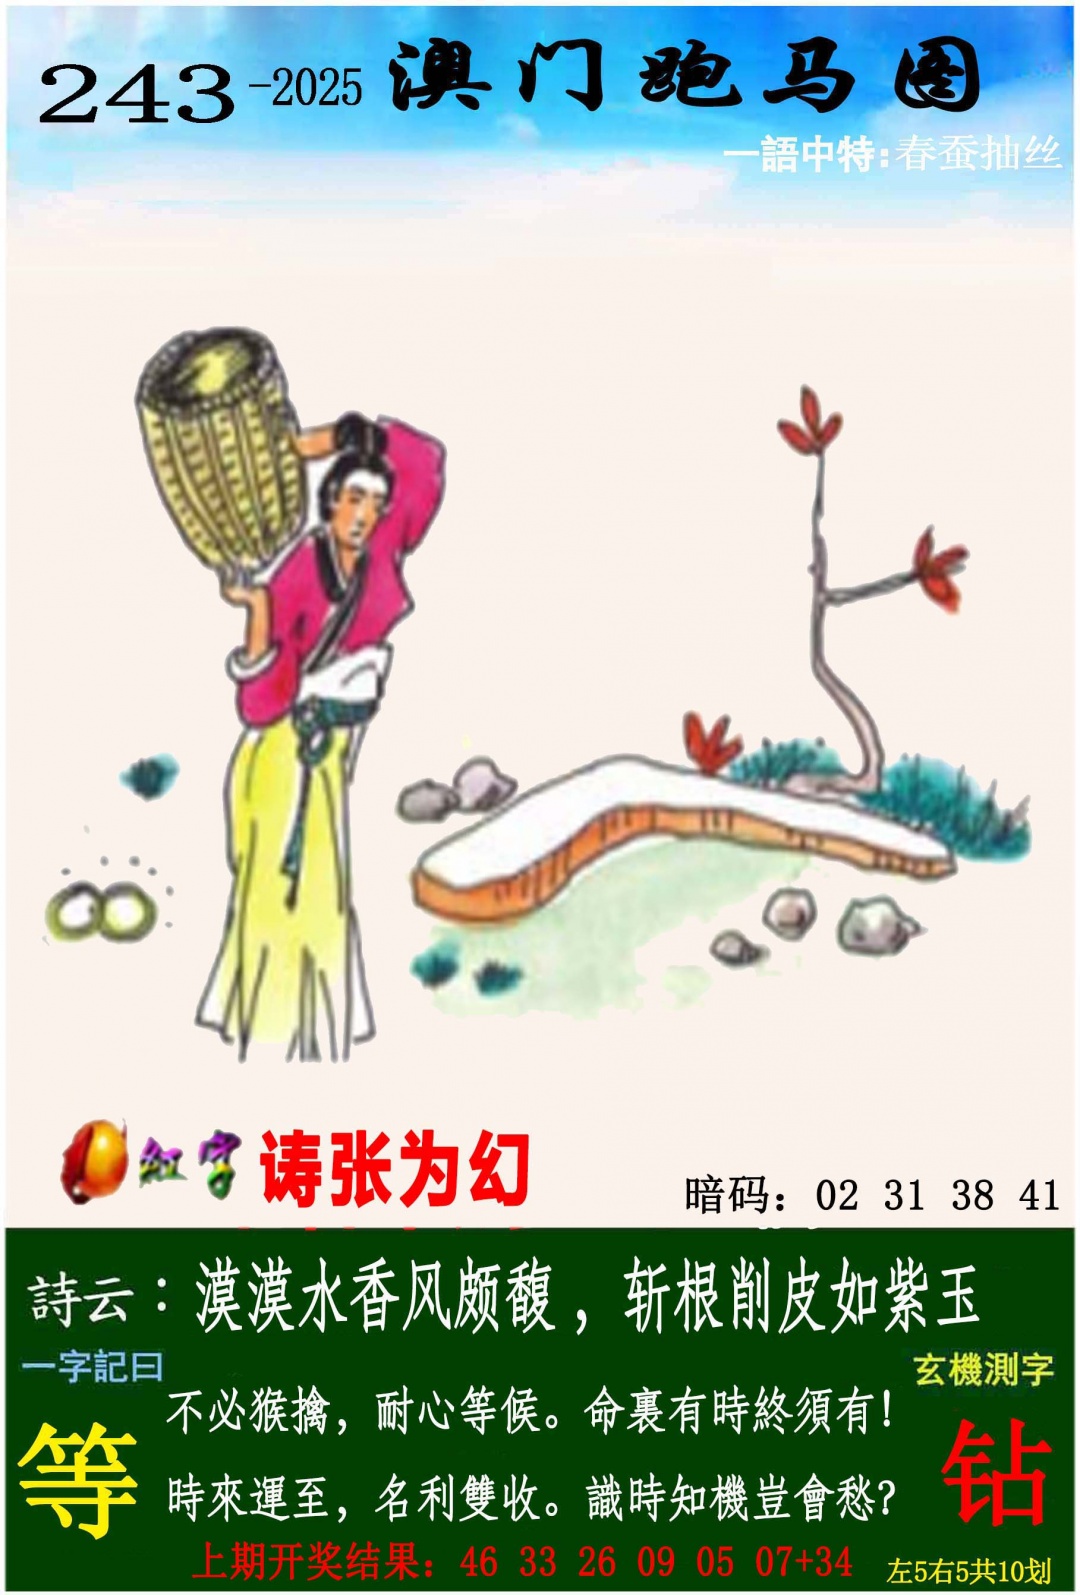 243-2025 澳门跑马图
一語中特:春蚕抽丝
红字 诪张为幻
暗码：02 31 38 41
詩云：漠漠水香风颇馥，斩根削皮如紫玉
一字記曰
玄機測字
等
不必猴擒，耐心等候。命裏有時終須有！
時來運至，名利雙收。識時知機豈會愁？
钻
上期开奖结果：46 33 26 09 05 07+34
左5右5共10划